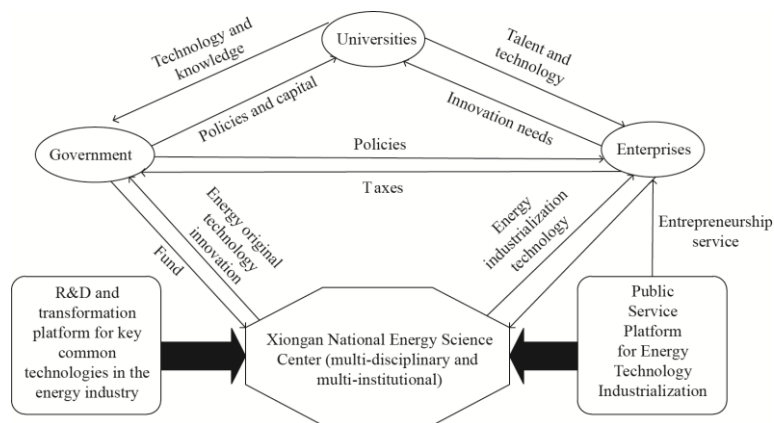 Universities
Technology and
knowledge
Talent and
technology
Policies and capital
Innovation needs
Government
Policies
Enterprises
Taxes
Fund
Energy original
technology
innovation
Energy
industrialization
technology
Entrepreneurship
service
R&D and
transformation
platform for key
common
technologies in the
energy industry
Xiongan National Energy Science
Center (multi-disciplinary and
multi-institutional)
Public
Service
Platform
for Energy
Technology
Industrialization